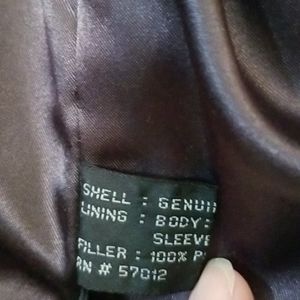 SHELL : GENUI
LINING : BODY:
SLEEVE
FILLER : 100% P
RN # 57012